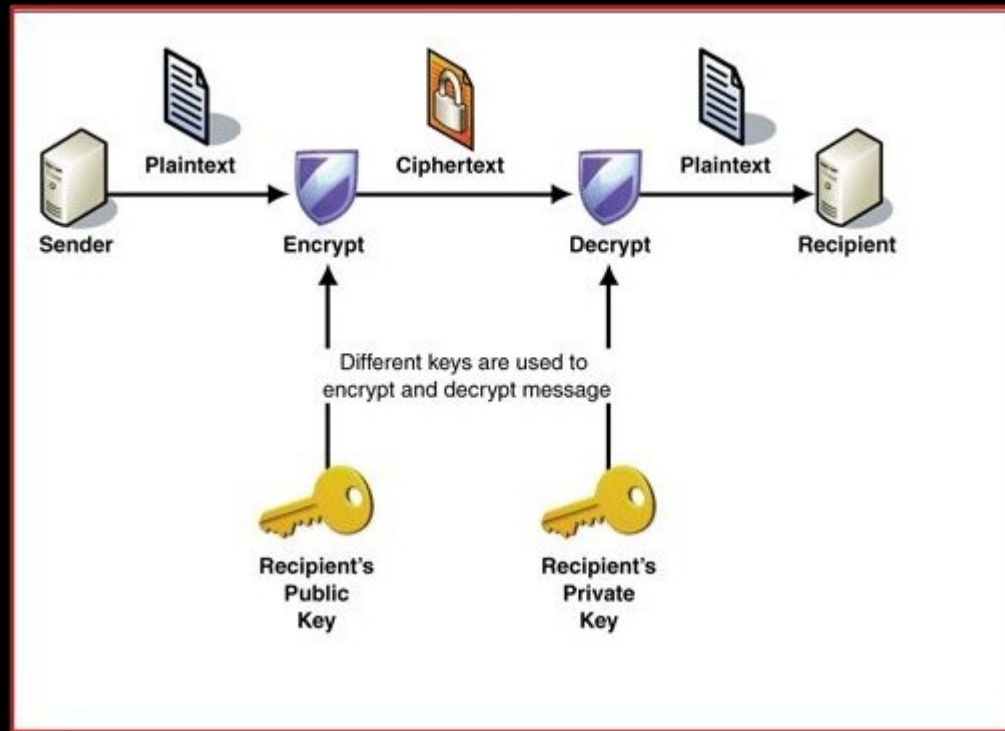 Plaintext
Ciphertext
Plaintext
Sender
Encrypt
Decrypt
Recipient
Different keys are used to
encrypt and decrypt message
Recipient's
Public
Key
Recipient's
Private
Key